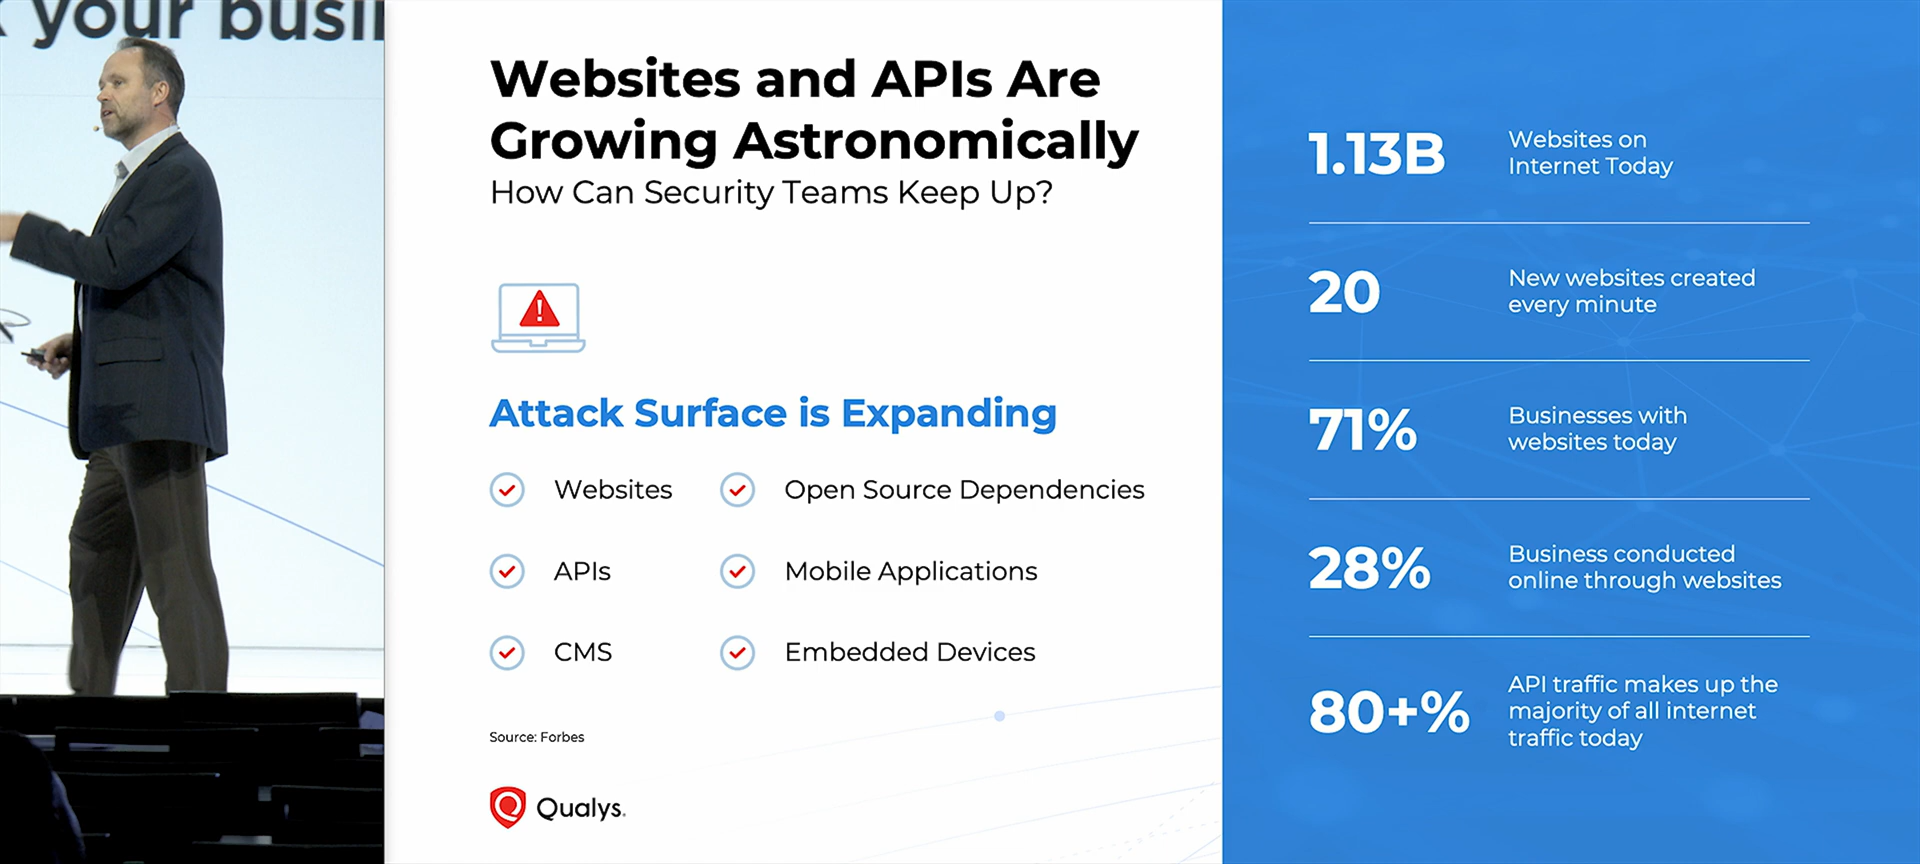 your busi
Websites and APIs Are
Growing Astronomically
How Can Security Teams Keep Up?
Attack Surface is Expanding
Websites
Open Source Dependencies
APIs
Mobile Applications
CMS
Embedded Devices
Source: Forbes
Qualys.
1.13B
Websites on
Internet Today
20
New websites created
every minute
71%
Businesses with
websites today
28%
Business conducted
online through websites
80+%
API traffic makes up the
majority of all internet
traffic today